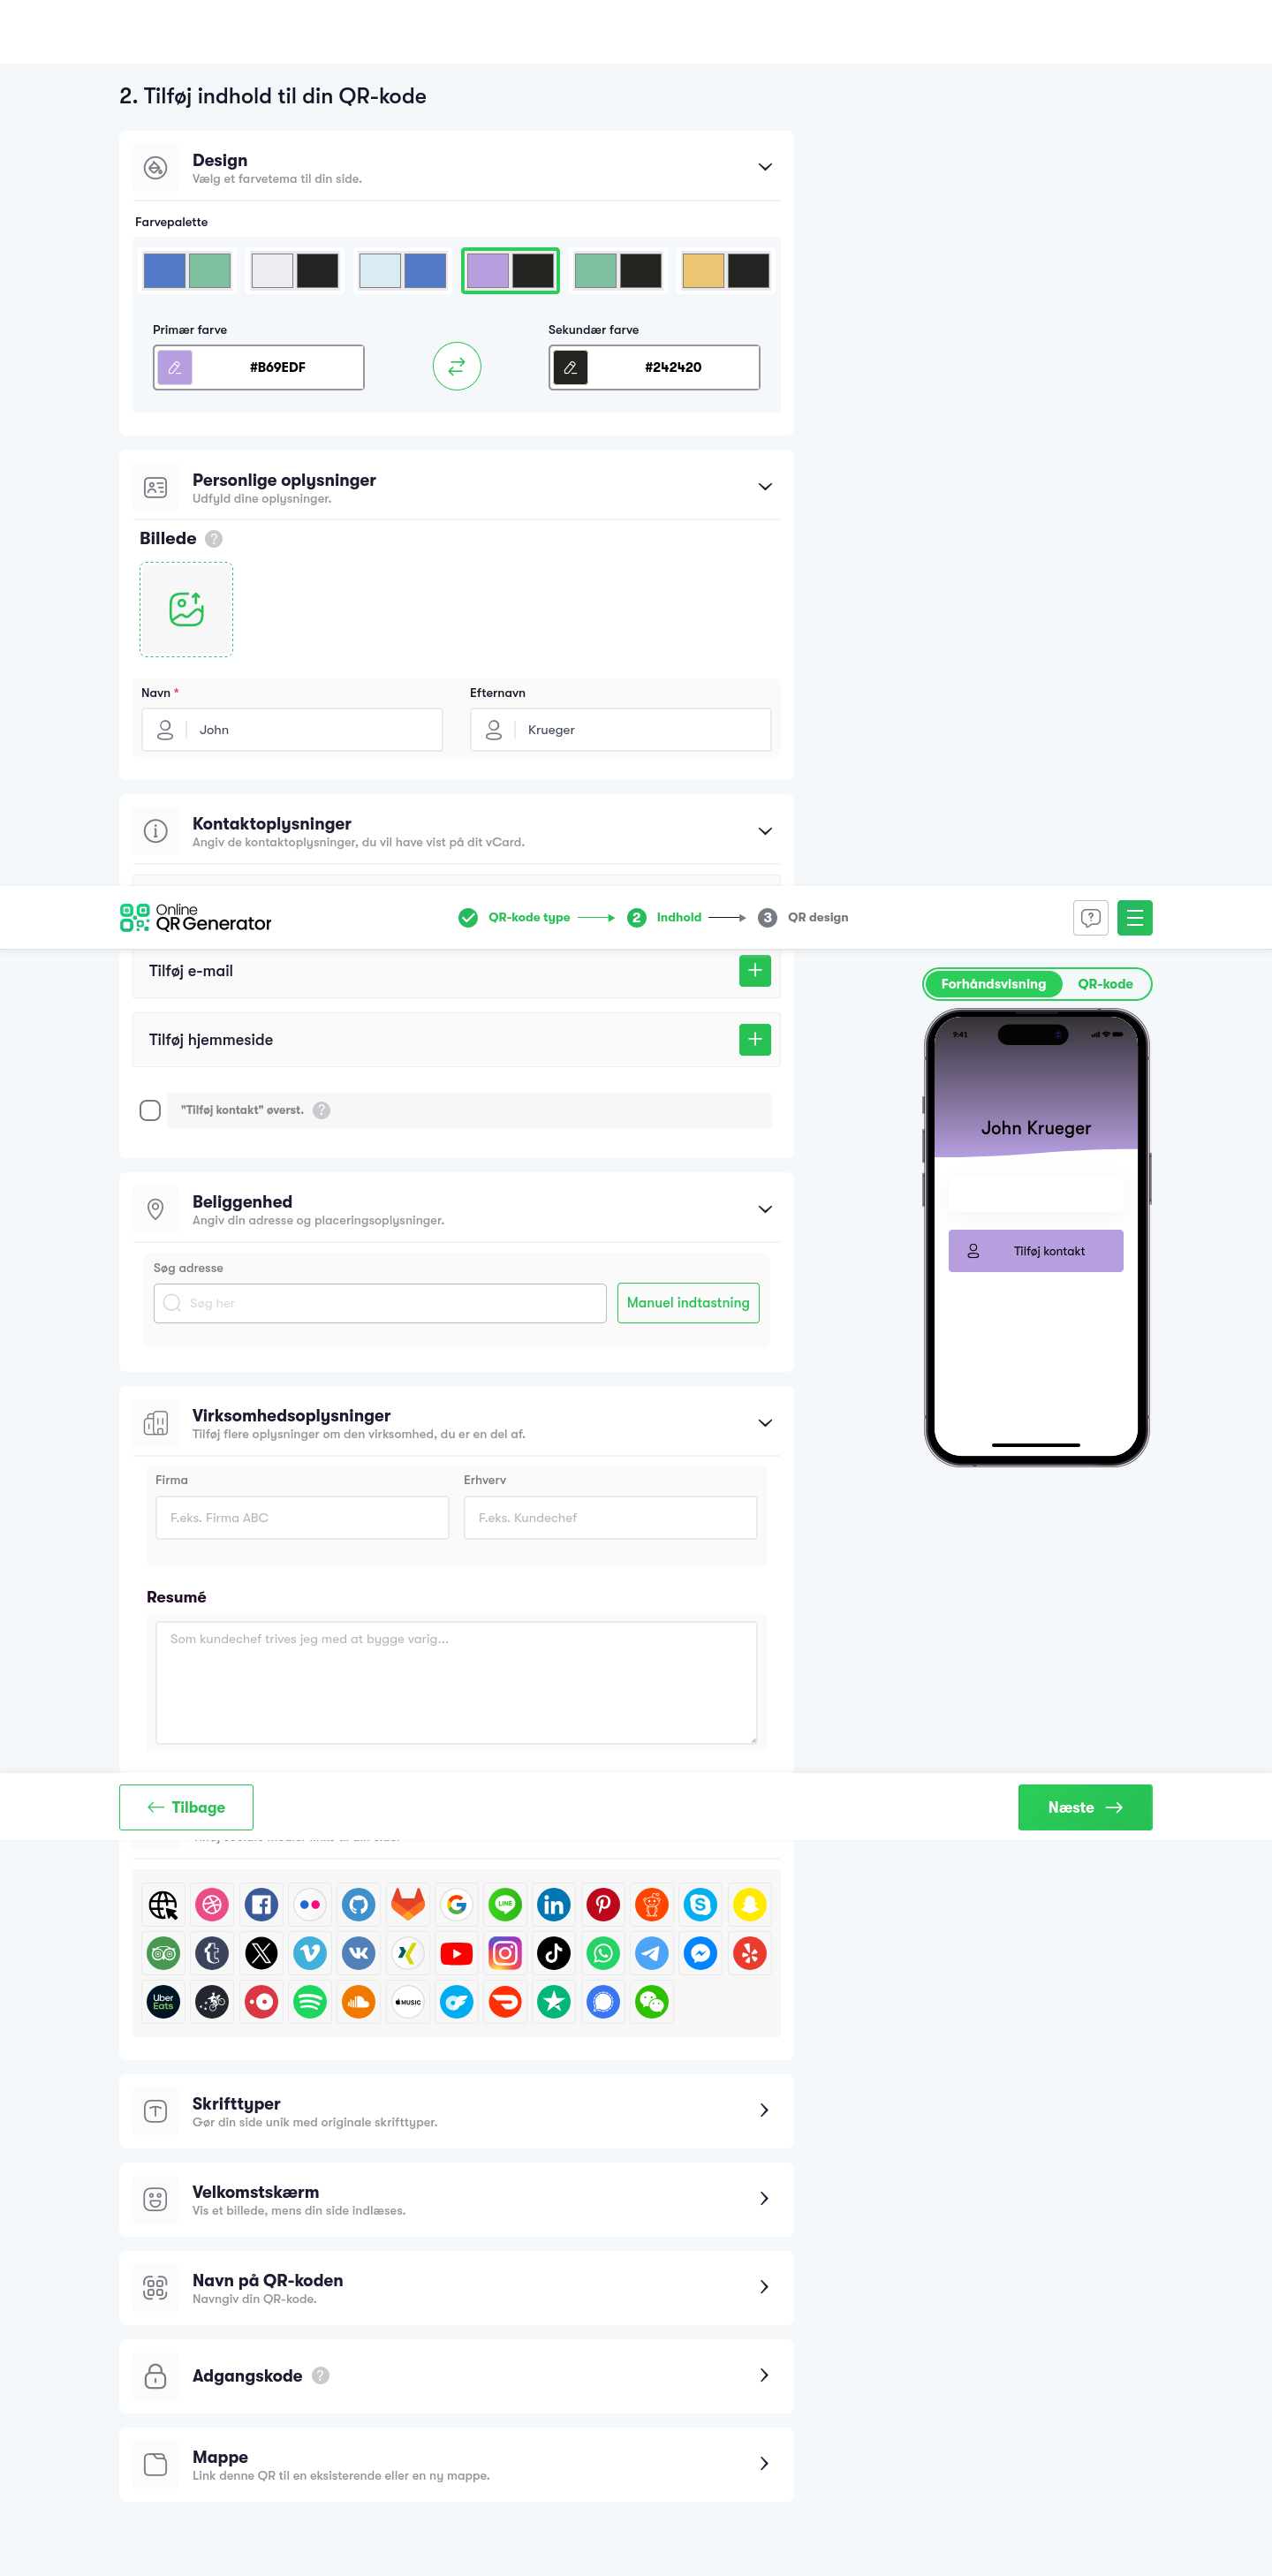 2. Tilføj indhold til din QR-kode
Design
Vælg et farvetema til din side.
Farvepalette
Primær farve
Sekundær farve
#B69EDF
#242420
Personlige oplysninger
Udfyld dine oplysninger.
Billede ?
Navn *
Efternavn
John
Krueger
Kontaktoplysninger
Angiv de kontaktoplysninger, du vil have vist på dit vCard.
Online
QR Generator
QR-kode type
2 Indhold
3 QR design
Tilføj e-mail
Forhåndsvisning
QR-kode
9:41
Tilføj hjemmeside
"Tilføj kontakt" øverst. ?
John Krueger
Beliggenhed
Angiv din adresse og placeringsoplysninger.
Tilføj kontakt
Søg adresse
Søg her
Manuel indtastning
Virksomhedsoplysninger
Tilføj flere oplysninger om den virksomhed, du er en del af.
Firma
Erhverv
F.eks. Firma ABC
F.eks. Kundechef
Resumé
Som kundechef trives jeg med at bygge varig...
Tilbage
Næste
LINE
Uber
Eats
MUSIC
Skrifttyper
Gør din side unik med originale skrifttyper.
Velkomstskærm
Vis et billede, mens din side indlæses.
Navn på QR-koden
Navngiv din QR-kode.
Adgangskode ?
Mappe
Link denne QR til en eksisterende eller en ny mappe.